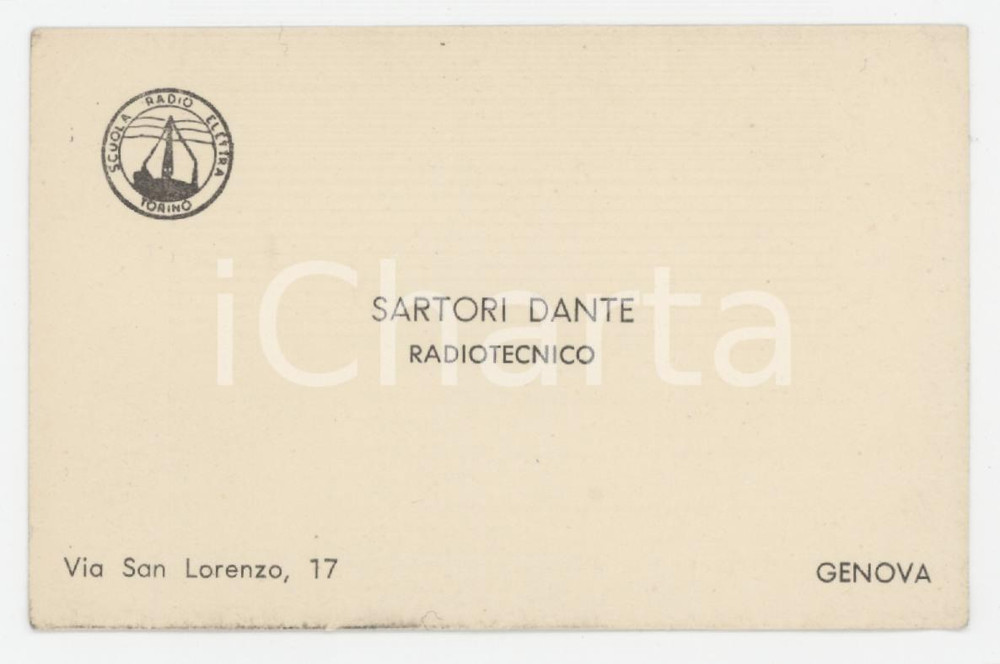 SCUOLA RADIO ELETTRA
TORINO
iCharta
SARTORI DANTE
RADIOTECNICO
Via San Lorenzo, 17
GENOVA